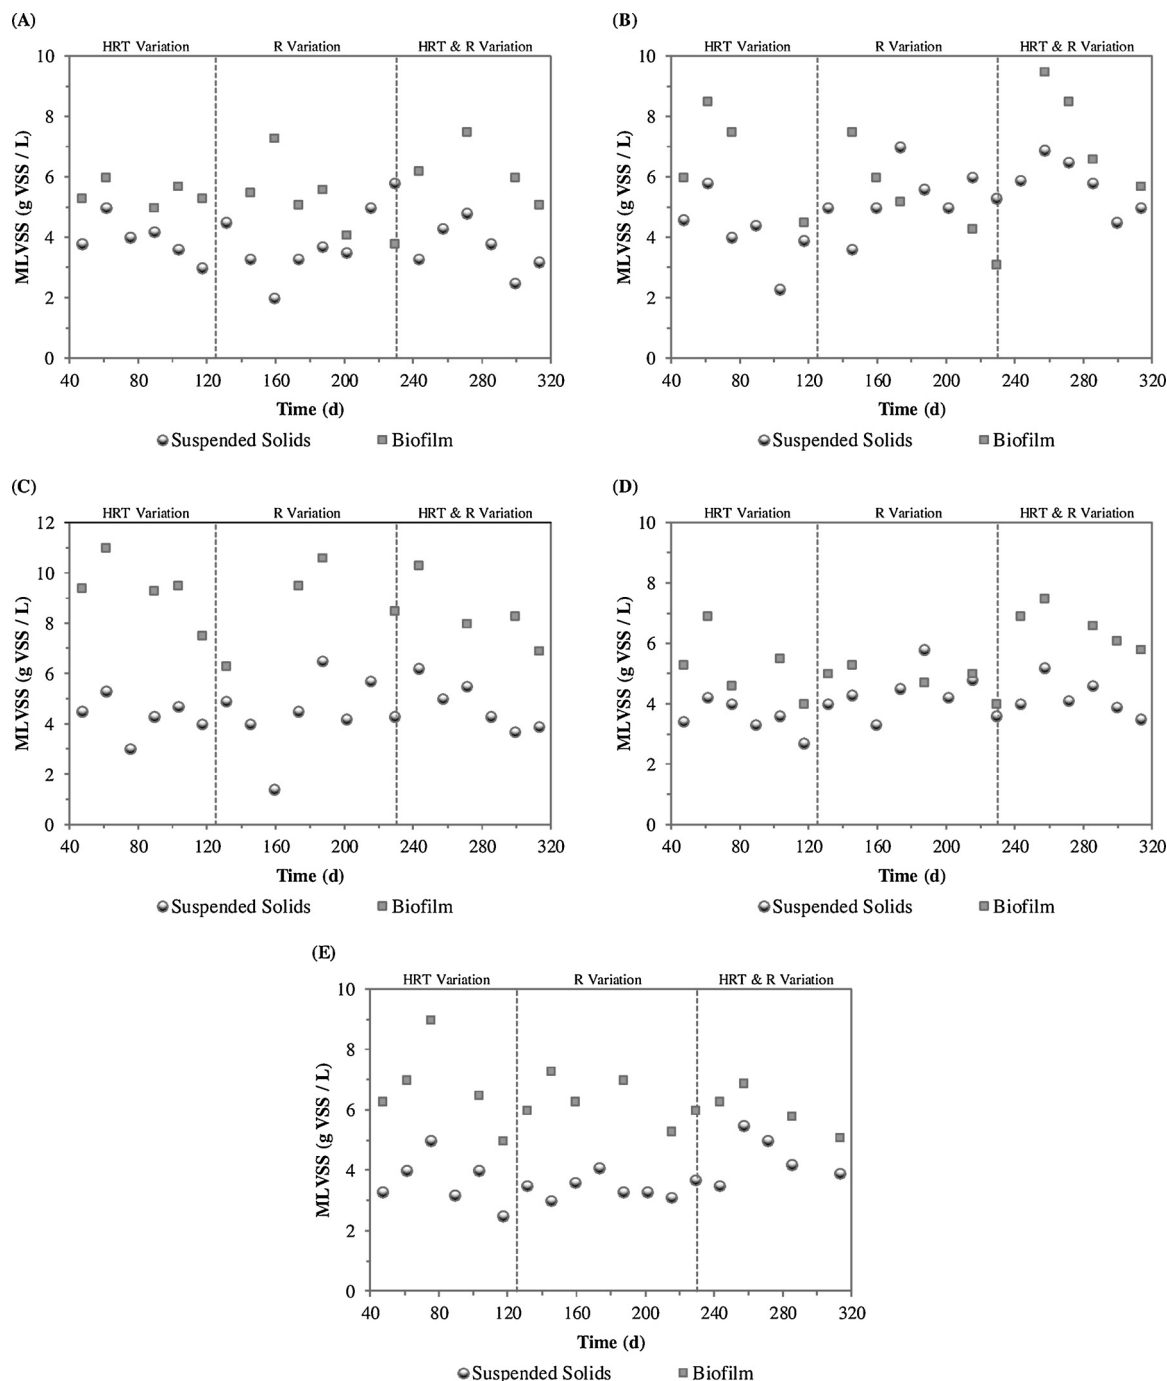 (A)
HRT Variation R Variation HRT & R Variation
10
8
6
4
2
0
MLVSS (g VSS / L)
40 80 120 160 200 240 280 320
Time (d)
Suspended Solids Biofilm
(B)
HRT Variation R Variation HRT & R Variation
10
8
6
4
2
0
MLVSS (g VSS / L)
40 80 120 160 200 240 280 320
Time (d)
Suspended Solids Biofilm
(C)
HRT Variation R Variation HRT & R Variation
12
10
8
6
4
2
0
MLVSS (g VSS / L)
40 80 120 160 200 240 280 320
Time (d)
Suspended Solids Biofilm
(D)
HRT Variation R Variation HRT & R Variation
10
8
6
4
2
0
MLVSS (g VSS / L)
40 80 120 160 200 240 280 320
Time (d)
Suspended Solids Biofilm
(E)
HRT Variation R Variation HRT & R Variation
10
8
6
4
2
0
MLVSS (g VSS / L)
40 80 120 160 200 240 280 320
Time (d)
Suspended Solids Biofilm